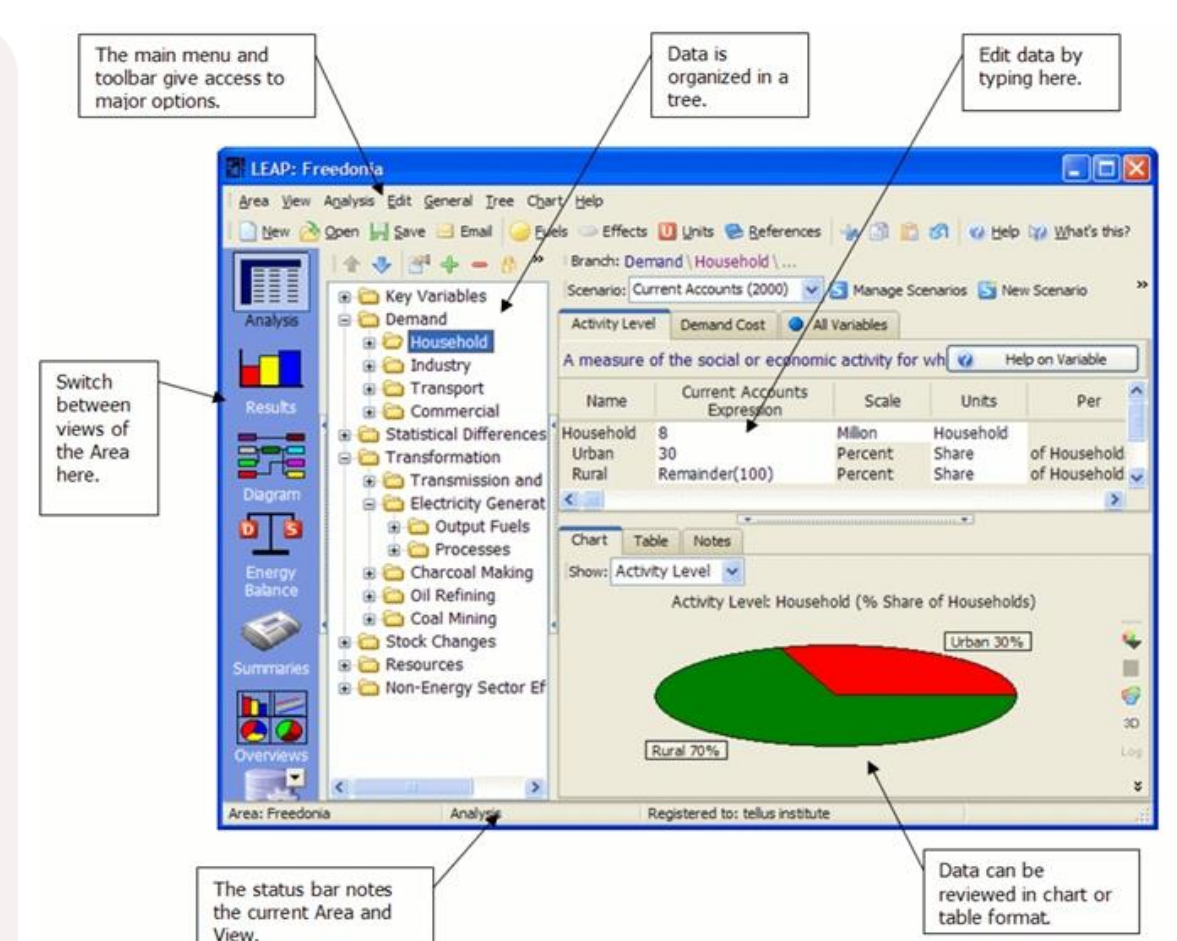 The main menu and
toolbar give access to
major options.
Data is
organized in a
tree.
Edit data by
typing here.
LEAP: Freedonia
Area View Analysis Edit General Tree Chart Help
New Open Save Email Fuels Effects Units References Help What's this?
Branch: Demand \ Household \ ...
Scenario: Current Accounts (2000) Manage Scenarios New Scenario
Activity Level Demand Cost All Variables
A measure of the social or economic activity for wh Help on Variable
Name Current Accounts Expression Scale Units Per
Household 8 Million Household
Urban 30 Percent Share of Household
Rural Remainder(100) Percent Share of Household
Chart Table Notes
Show: Activity Level
Activity Level: Household (% Share of Households)
Urban 30%
Rural 70%
3D
Log
Analysis
Results
Diagram
Energy
Balance
Summaries
Overviews
Key Variables
Demand
Household
Industry
Transport
Commercial
Statistical Differences
Transformation
Transmission and
Electricity Generat
Output Fuels
Processes
Charcoal Making
Oil Refining
Coal Mining
Stock Changes
Resources
Non-Energy Sector Ef
Switch
between
views of
the Area
here.
Area: Freedonia Analysis Registered to: tellus institute
The status bar notes
the current Area and
View.
Data can be
reviewed in chart or
table format.